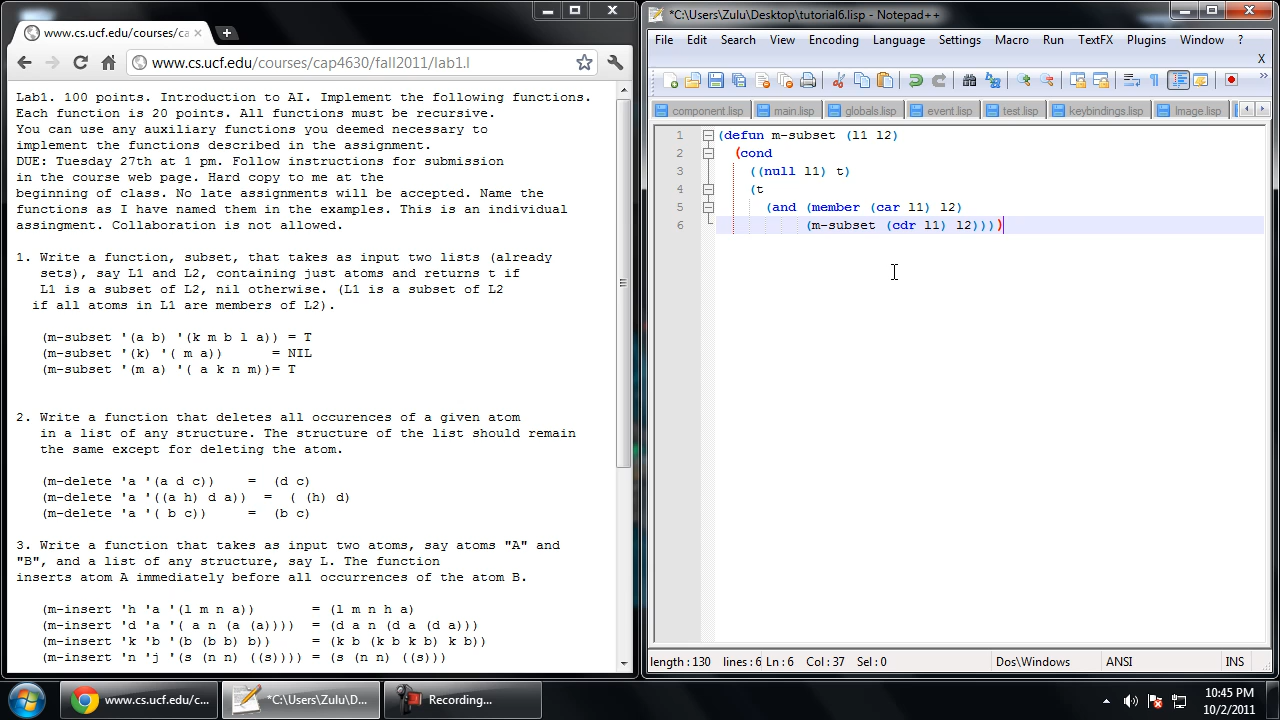 www.cs.ucf.edu/courses/ca
www.cs.ucf.edu/courses/cap4630/fall2011/lab1.l
Lab1. 100 points. Introduction to AI. Implement the following functions.
Each function is 20 points. All functions must be recursive.
You can use any auxiliary functions you deemed necessary to
implement the functions described in the assignment.
DUE: Tuesday 27th at 1 pm. Follow instructions for submission
in the course web page. Hard copy to me at the
beginning of class. No late assignments will be accepted. Name the
functions as I have named them in the examples. This is an individual
assingment. Collaboration is not allowed.
1. Write a function, subset, that takes as input two lists (already
sets), say L1 and L2, containing just atoms and returns t if
L1 is a subset of L2, nil otherwise. (L1 is a subset of L2
if all atoms in L1 are members of L2).
(m-subset '(a b) '(k m b l a)) = T
(m-subset '(k) '( m a)) = NIL
(m-subset '(m a) '( a k n m))= T
2. Write a function that deletes all occurences of a given atom
in a list of any structure. The structure of the list should remain
the same except for deleting the atom.
(m-delete 'a '(a d c)) = (d c)
(m-delete 'a '((a h) d a)) = ( (h) d)
(m-delete 'a '( b c)) = (b c)
3. Write a function that takes as input two atoms, say atoms "A" and
"B", and a list of any structure, say L. The function
inserts atom A immediately before all occurrences of the atom B.
(m-insert 'h 'a '(l m n a)) = (l m n h a)
(m-insert 'd 'a '( a n (a (a)))) = (d a n (d a (d a)))
(m-insert 'k 'b '(b (b b) b)) = (k b (k b k b) k b))
(m-insert 'n 'j '(s (n n) ((s)))) = (s (n n) ((s)))
*C:\Users\Zulu\Desktop\tutorial6.lisp - Notepad++
File Edit Search View Encoding Language Settings Macro Run TextFX Plugins Window ?
X
component.lisp main.lisp globals.lisp event.lisp test.lisp keybindings.lisp Image.lisp
1 (defun m-subset (l1 l2)
2 (cond
3 ((null l1) t)
4 (t
5 (and (member (car l1) l2)
6 (m-subset (cdr l1) l2))))
length: 130 lines: 6 Ln: 6 Col: 37 Sel: 0 Dos\Windows ANSI INS
www.cs.ucf.edu/c... *C:\Users\Zulu\D... Recording...
10:45 PM
10/2/2011